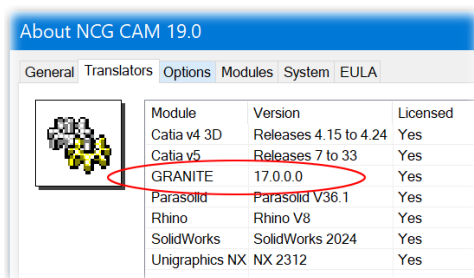 About NCG CAM 19.0
General Translators Options Modules System EULA
Module Version Licensed
Catia v4 3D Releases 4.15 to 4.24 Yes
Catia v5 Releases 7 to 33 Yes
GRANITE 17.0.0.0 Yes
Parasolid Parasolid V36.1 Yes
Rhino Rhino V8 Yes
SolidWorks SolidWorks 2024 Yes
Unigraphics NX NX 2312 Yes